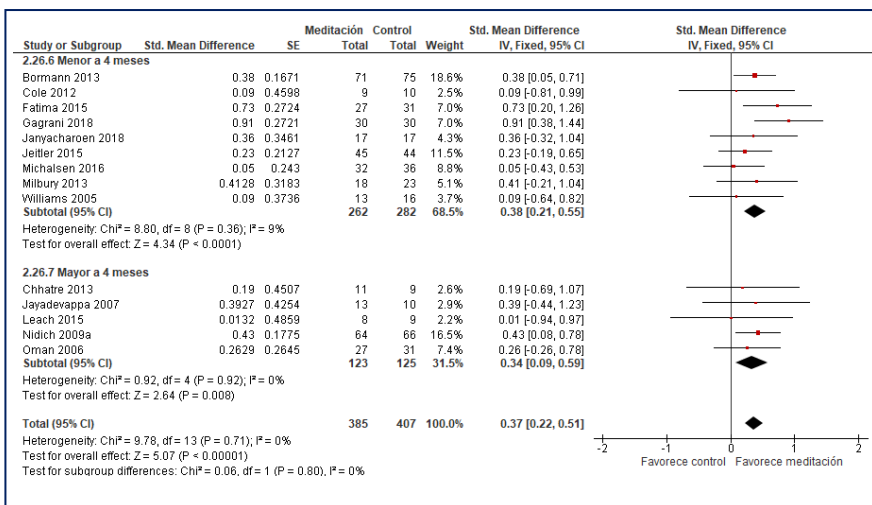 Meditación Control Std. Mean Difference Std. Mean Difference
Study or Subgroup Std. Mean Difference SE Total Total Weight IV, Fixed, 95% CI IV, Fixed, 95% CI
2.26.6 Menor a 4 meses
Bormann 2013 0.38 0.1671 71 75 18.6% 0.38 [0.05, 0.71]
Cole 2012 0.09 0.4598 9 10 2.5% 0.09 [-0.81, 0.99]
Fatima 2015 0.73 0.2724 27 31 7.0% 0.73 [0.20, 1.26]
Gagrani 2018 0.91 0.2721 30 30 7.0% 0.91 [0.38, 1.44]
Janyacharoen 2018 0.36 0.3461 17 17 4.3% 0.36 [-0.32, 1.04]
Jeitler 2015 0.23 0.2127 45 44 11.5% 0.23 [-0.19, 0.65]
Michalsen 2016 0.05 0.243 32 36 8.8% 0.05 [-0.43, 0.53]
Milbury 2013 0.4128 0.3183 18 23 5.1% 0.41 [-0.21, 1.04]
Williams 2005 0.09 0.3736 13 16 3.7% 0.09 [-0.64, 0.82]
Subtotal (95% CI) 262 282 68.5% 0.38 [0.21, 0.55]
Heterogeneity: Chi² = 8.80, df = 8 (P = 0.36); I² = 9%
Test for overall effect: Z = 4.34 (P < 0.0001)
2.26.7 Mayor a 4 meses
Chhatre 2013 0.19 0.4507 11 9 2.6% 0.19 [-0.69, 1.07]
Jayadevappa 2007 0.3927 0.4254 13 10 2.9% 0.39 [-0.44, 1.23]
Leach 2015 0.0132 0.4859 8 9 2.2% 0.01 [-0.94, 0.97]
Nidich 2009a 0.43 0.1775 64 66 16.5% 0.43 [0.08, 0.78]
Oman 2006 0.2629 0.2645 27 31 7.4% 0.26 [-0.26, 0.78]
Subtotal (95% CI) 123 125 31.5% 0.34 [0.09, 0.59]
Heterogeneity: Chi² = 0.92, df = 4 (P = 0.92); I² = 0%
Test for overall effect: Z = 2.64 (P = 0.008)
Total (95% CI) 385 407 100.0% 0.37 [0.22, 0.51]
Heterogeneity: Chi² = 9.78, df = 13 (P = 0.71); I² = 0%
Test for overall effect: Z = 5.07 (P < 0.00001)
Test for subgroup differences: Chi² = 0.06, df = 1 (P = 0.80), I² = 0%
-2 -1 0 1 2
Favorece control Favorece meditación